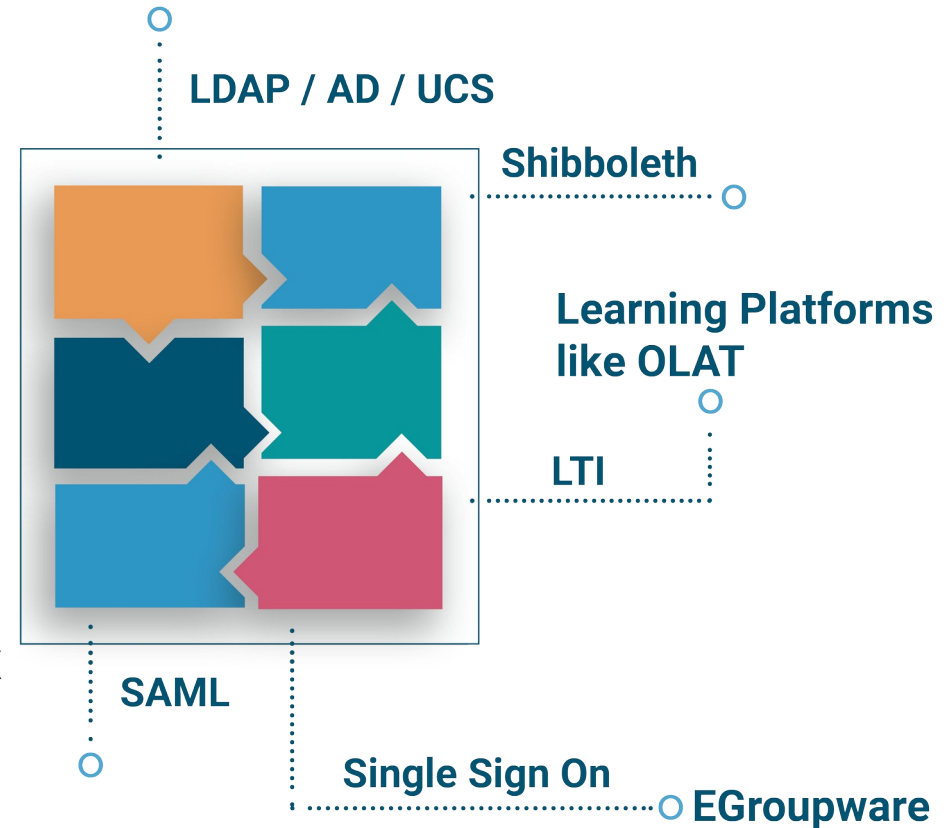 LDAP / AD / UCS
Shibboleth
Learning Platforms
like OLAT
LTI
SAML
Single Sign On
EGroupware